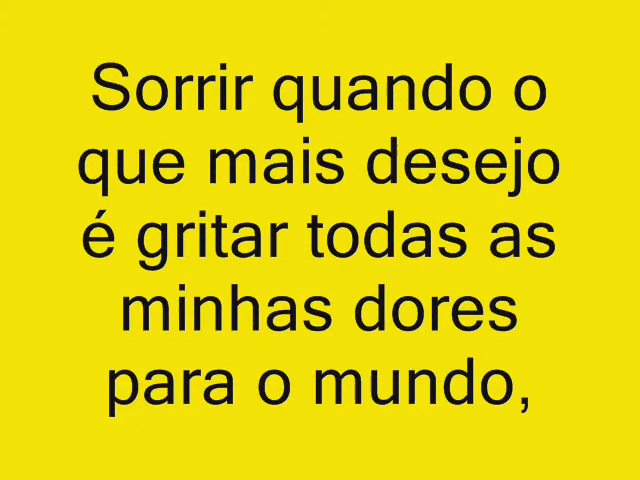 Sorrir quando o
que mais desejo
é gritar todas as
minhas dores
para o mundo,